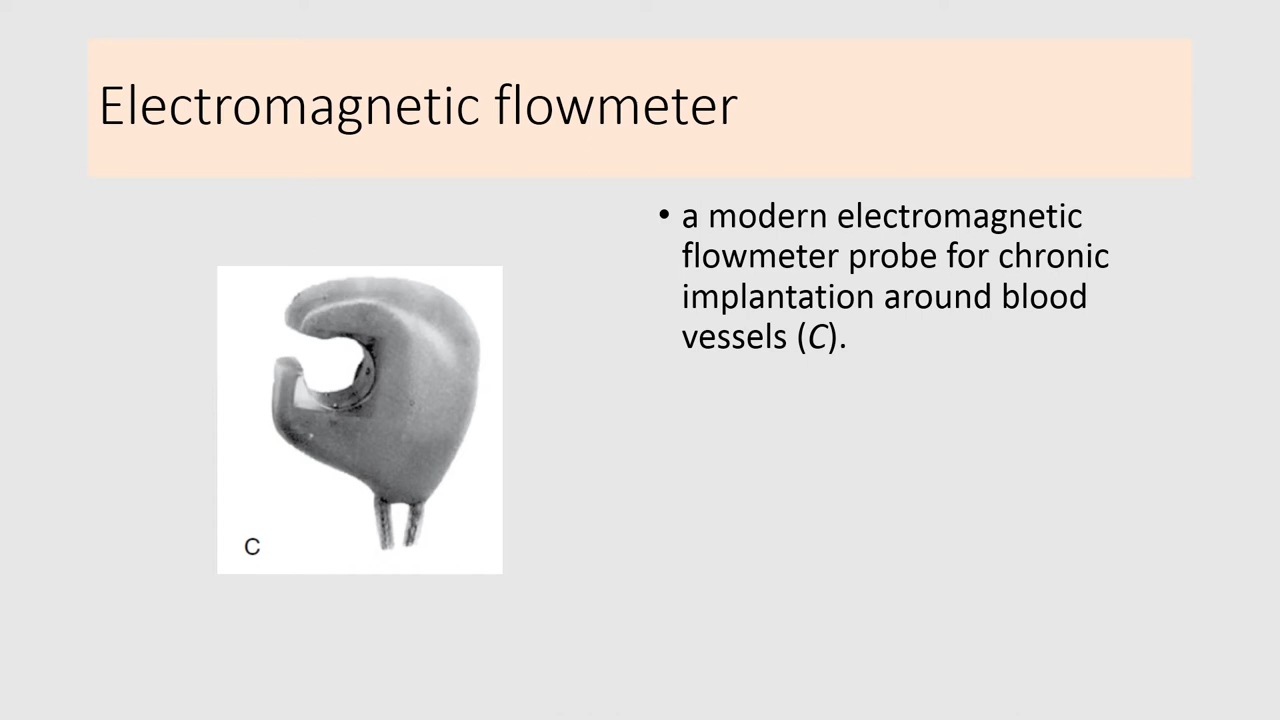 Electromagnetic flowmeter
• a modern electromagnetic
flowmeter probe for chronic
implantation around blood
vessels (C).
C